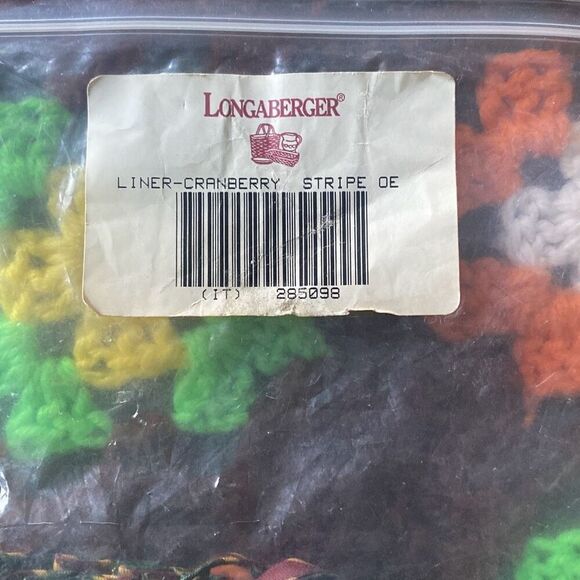 LONGABERGER®
LINER-CRANBERRY STRIPE OE
(IT) 285098